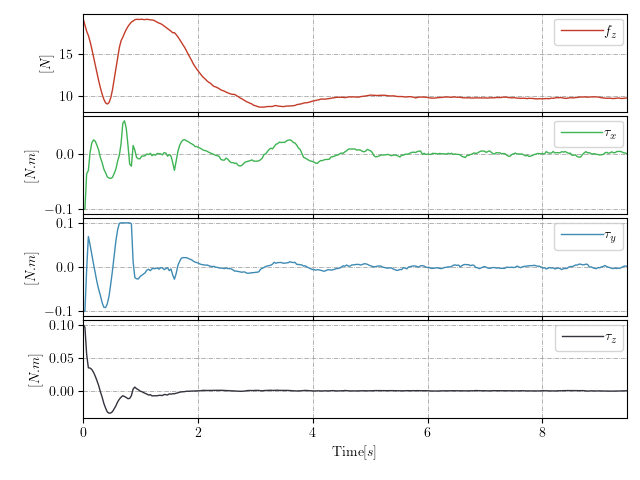 f_z
[N]
15
10
τ_x
[N.m]
0.0
−0.1
τ_y
[N.m]
0.1
0.0
−0.1
τ_z
[N.m]
0.10
0.05
0.00
0 2 4 6 8
Time[s]